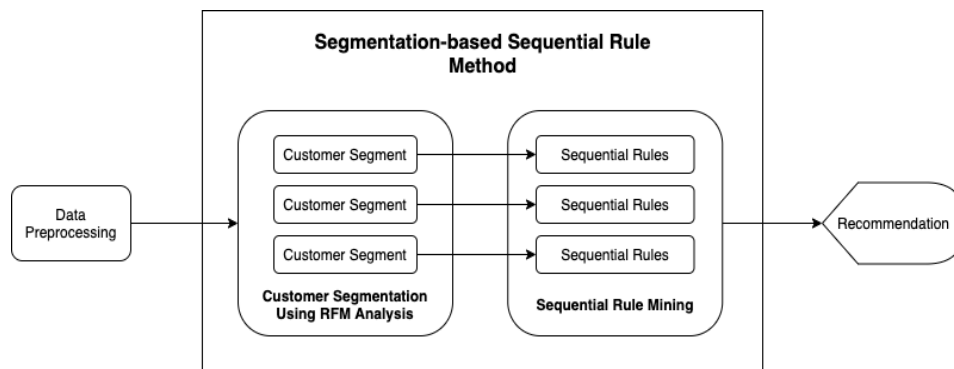 Segmentation-based Sequential Rule
Method
Data
Preprocessing
Customer Segment
Customer Segment
Customer Segment
Customer Segmentation
Using RFM Analysis
Sequential Rules
Sequential Rules
Sequential Rules
Sequential Rule Mining
Recommendation